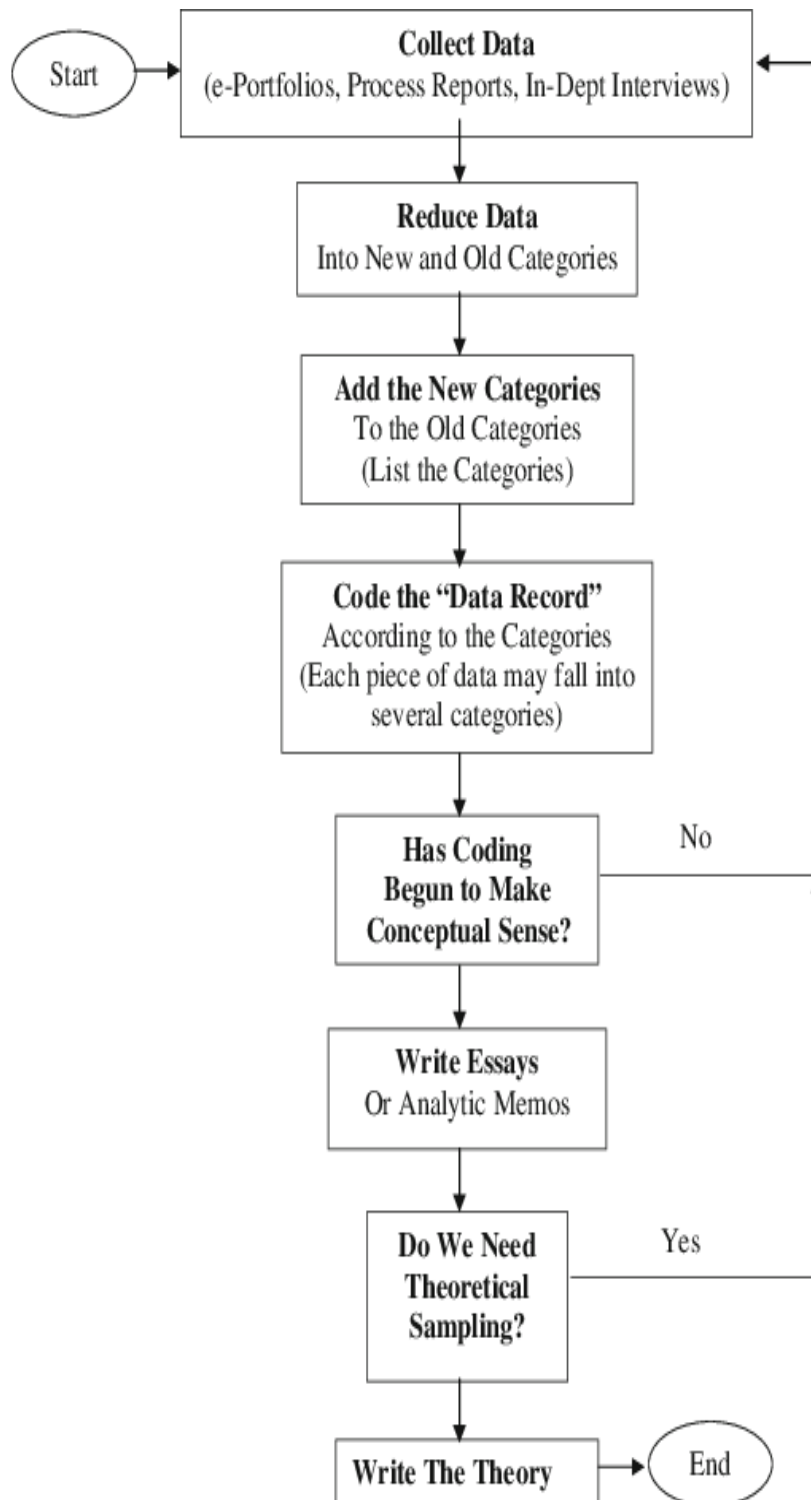 Start
Collect Data
(e-Portfolios, Process Reports, In-Dept Interviews)
Reduce Data
Into New and Old Categories
Add the New Categories
To the Old Categories
(List the Categories)
Code the “Data Record”
According to the Categories
(Each piece of data may fall into
several categories)
Has Coding
Begun to Make
Conceptual Sense?
No
Write Essays
Or Analytic Memos
Do We Need
Theoretical
Sampling?
Yes
Write The Theory
End